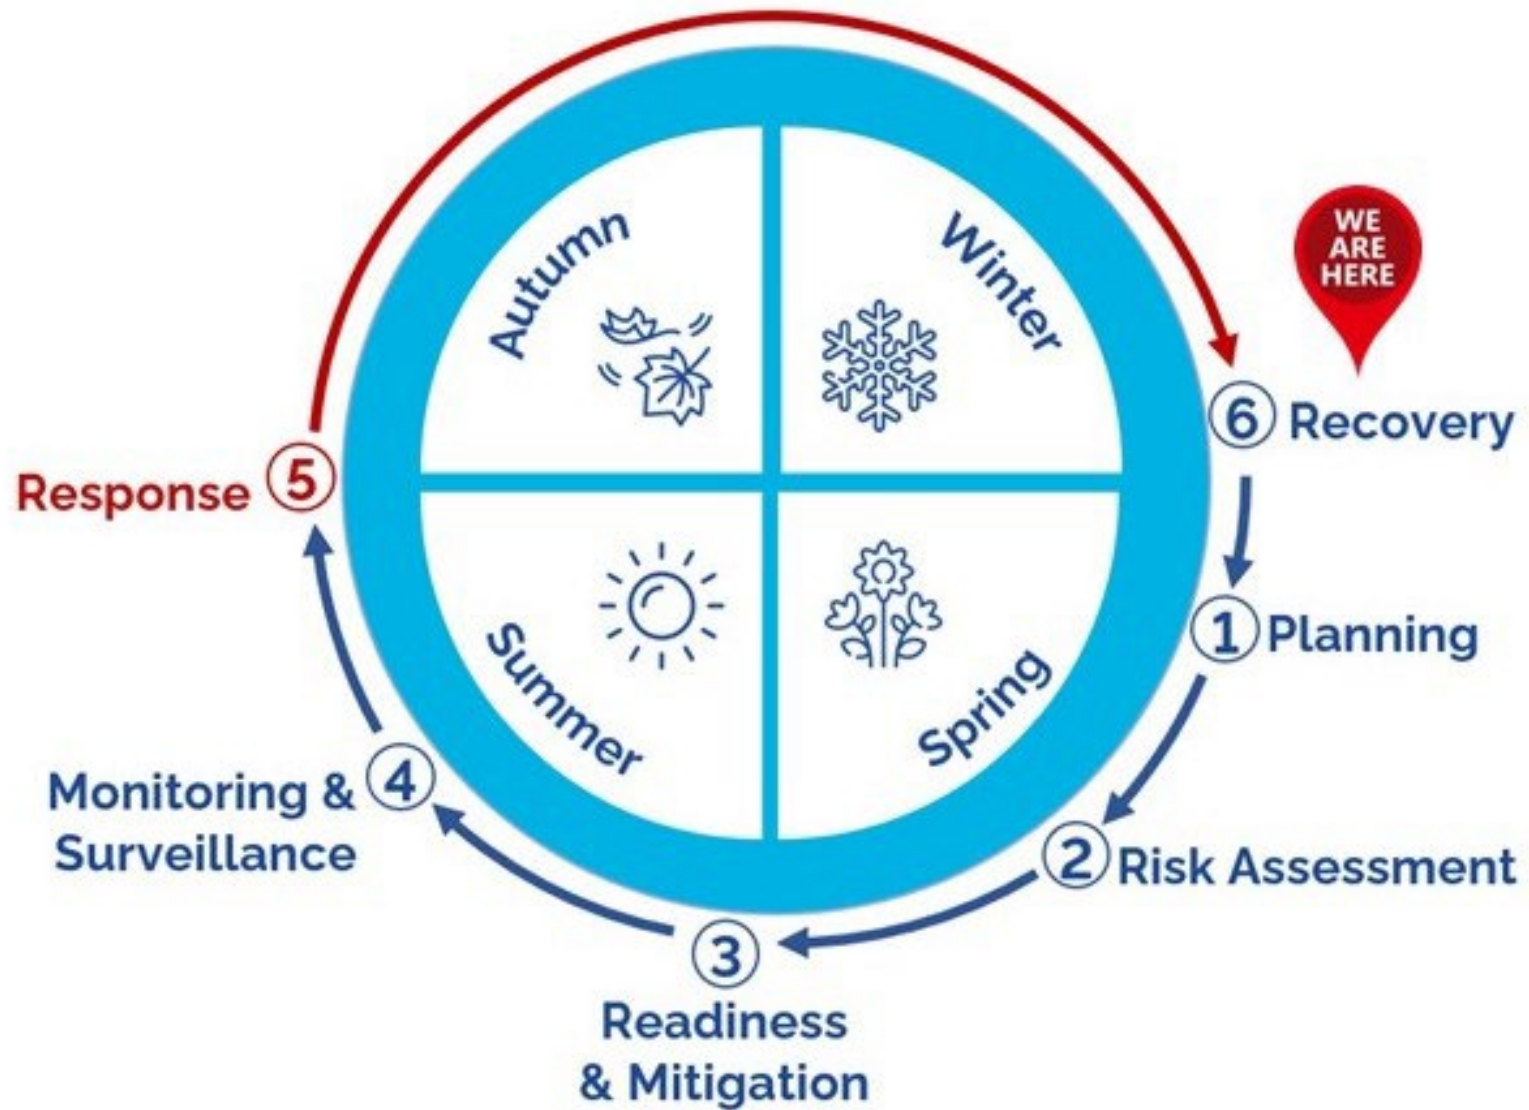 WE
ARE
HERE
Autumn
Winter
6 Recovery
Response 5
1 Planning
Summer
Spring
Monitoring & 4
Surveillance
2 Risk Assessment
3
Readiness
& Mitigation